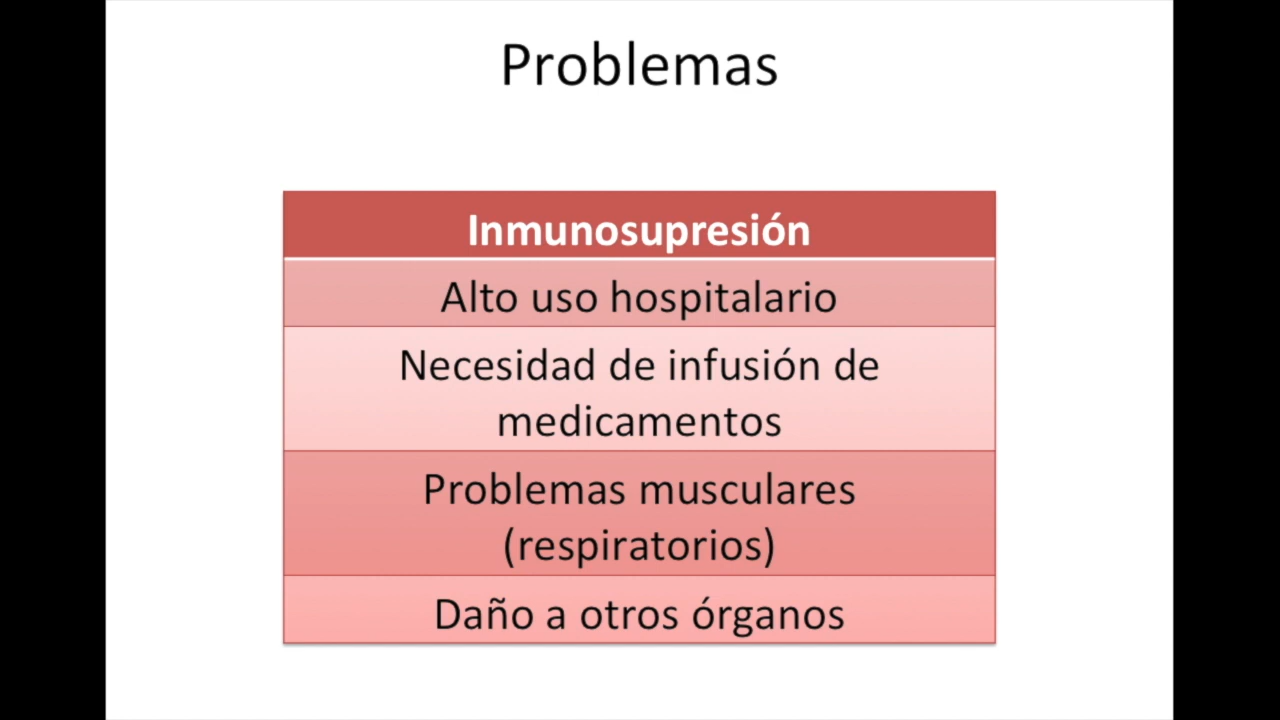 Problemas
Inmunosupresión
Alto uso hospitalario
Necesidad de infusión de
medicamentos
Problemas musculares
(respiratorios)
Daño a otros órganos